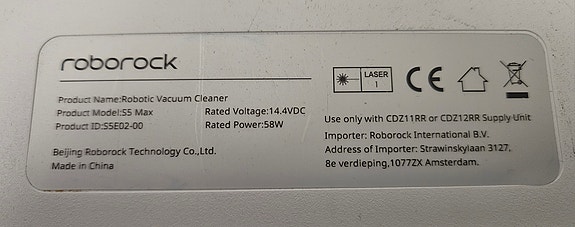 roborock
Product Name:Robotic Vacuum Cleaner
Product Model:S5 Max
Rated Voltage:14.4VDC
Product ID:S5E02-00
Rated Power:58W
Beijing Roborock Technology Co.,Ltd.
Made in China
LASER
1
CE
Use only with CDZ11RR or CDZ12RR Supply Unit
Importer: Roborock International B.V.
Address of Importer: Strawinskylaan 3127,
8e verdieping,1077ZX Amsterdam.